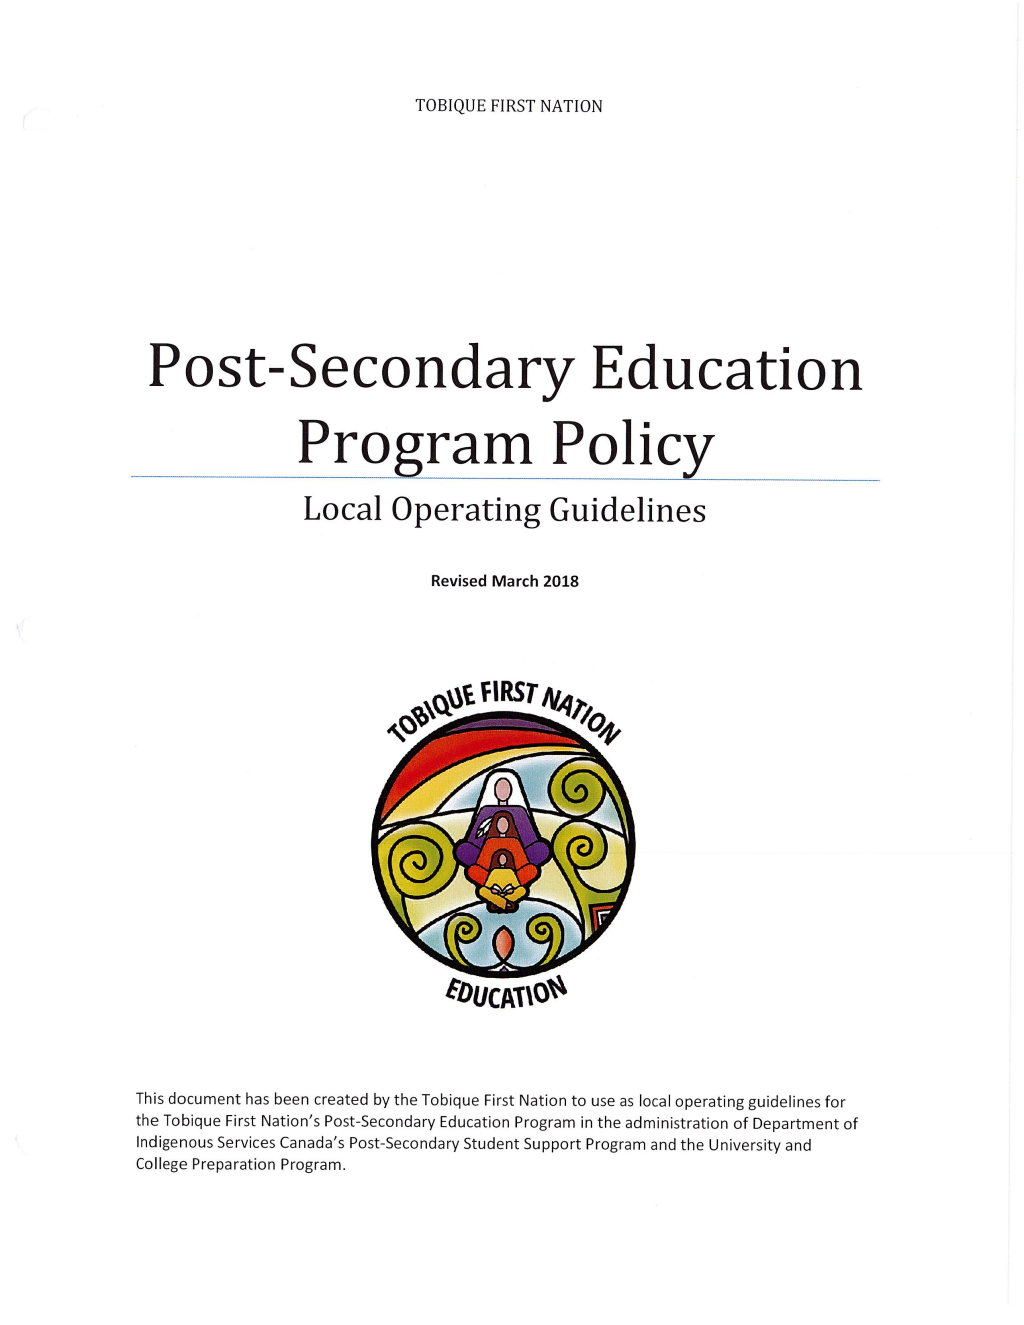 TOBIQUE FIRST NATION
Post-Secondary Education
Program Policy
Local Operating Guidelines
Revised March 2018
TOBIQUE FIRST NATION
EDUCATION
This document has been created by the Tobique First Nation to use as local operating guidelines for
the Tobique First Nation's Post-Secondary Education Program in the administration of Department of
Indigenous Services Canada's Post-Secondary Student Support Program and the University and
College Preparation Program.